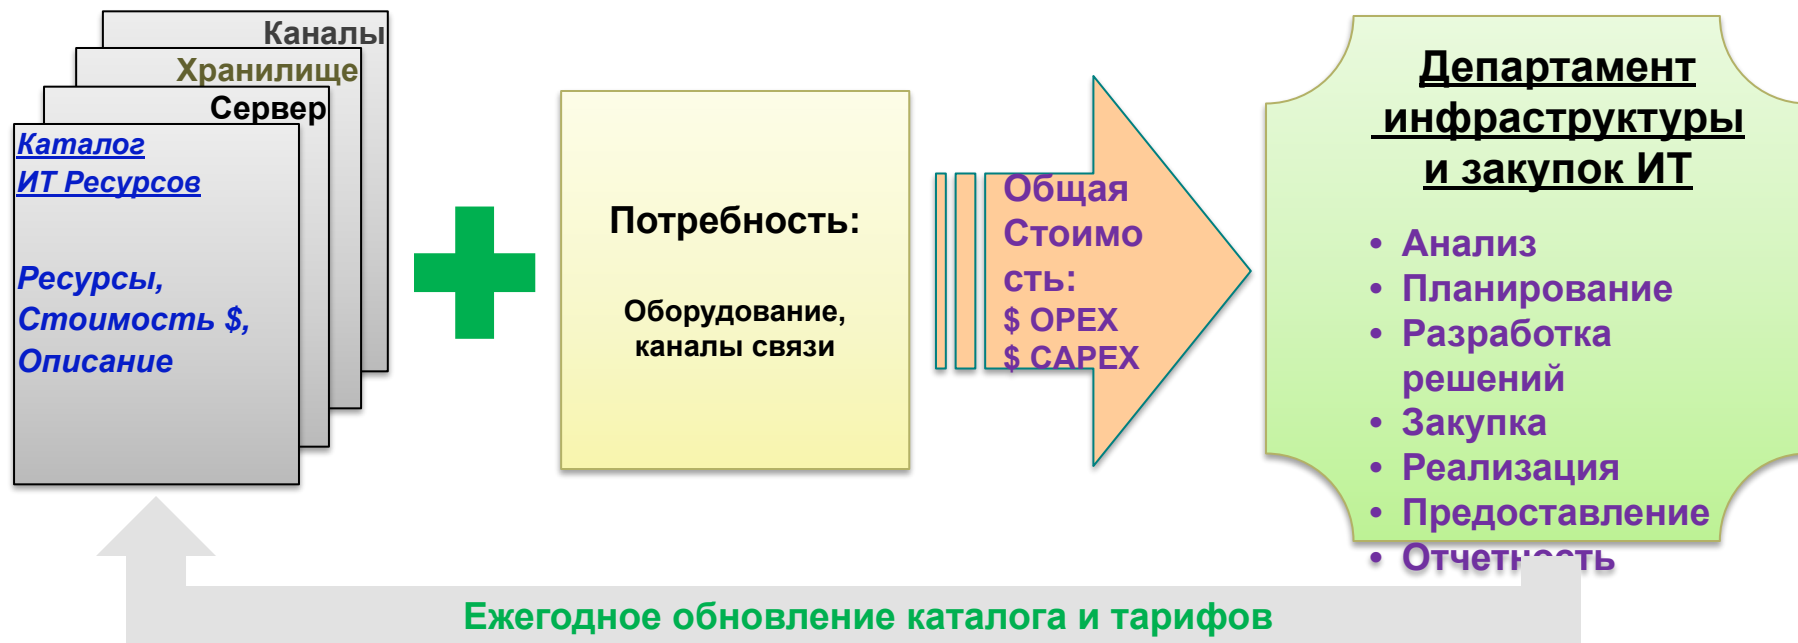 Каналы
Хранилище
Сервер
Каталог
ИТ Ресурсов
Ресурсы,
Стоимость $,
Описание
Потребность:
Оборудование,
каналы связи
Общая
Стоимо
сть:
$ OPEX
$ CAPEX
Департамент
инфраструктуры
и закупок ИТ
• Анализ
• Планирование
• Разработка
решений
• Закупка
• Реализация
• Предоставление
• Отчетность
Ежегодное обновление каталога и тарифов